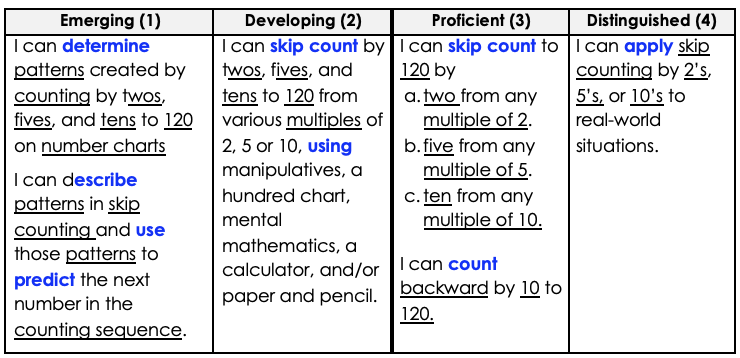 Emerging (1)
I can determine
patterns created by
counting by twos,
fives, and tens to 120
on number charts
I can describe
patterns in skip
counting and use
those patterns to
predict the next
number in the
counting sequence.
Developing (2)
I can skip count by
twos, fives, and
tens to 120 from
various multiples of
2, 5 or 10, using
manipulatives, a
hundred chart,
mental
mathematics, a
calculator, and/or
paper and pencil.
Proficient (3)
I can skip count to
120 by
a. two from any
multiple of 2.
b. five from any
multiple of 5.
c. ten from any
multiple of 10.
I can count
backward by 10 to
120.
Distinguished (4)
I can apply skip
counting by 2's,
5's, or 10's to
real-world
situations.